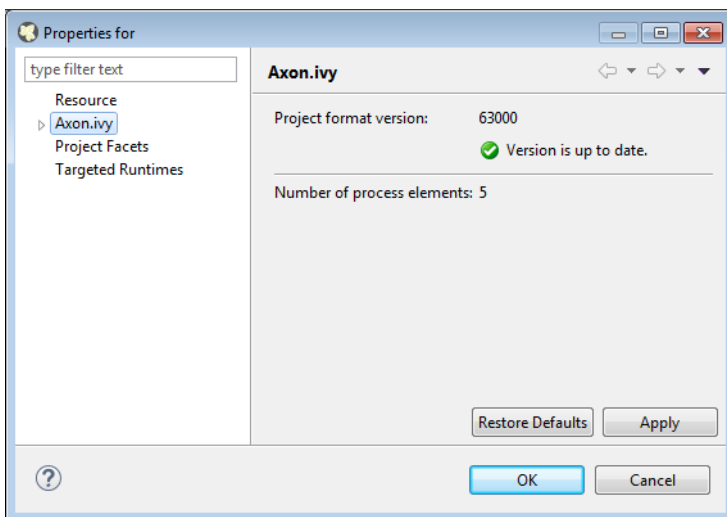 Properties for
type filter text
Resource
Axon.ivy
Project Facets
Targeted Runtimes
Axon.ivy
Project format version: 63000
Version is up to date.
Number of process elements: 5
Restore Defaults Apply
? OK Cancel